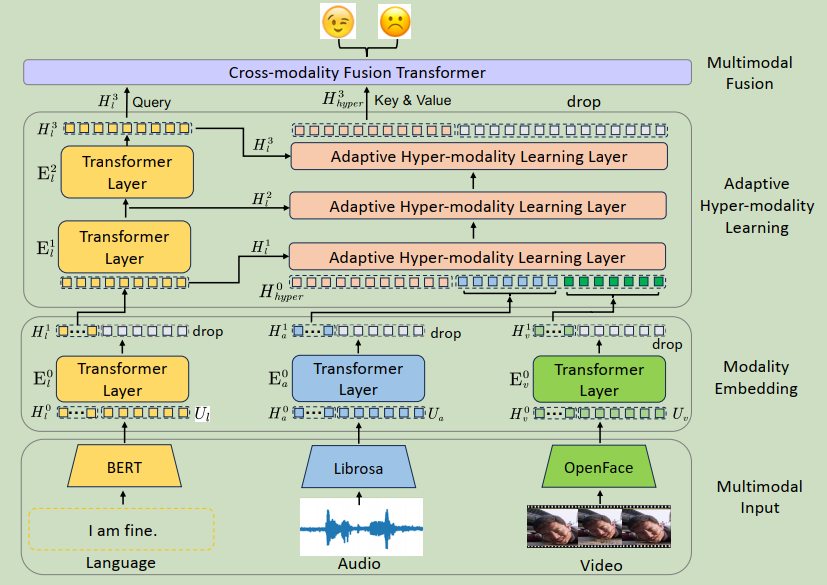 Cross-modality Fusion Transformer
Multimodal
Fusion
H_l^3 Query
H_{hyper}^3 Key & Value
drop
H_l^3
H_l^3
Adaptive Hyper-modality Learning Layer
E_l^2
Transformer
Layer
H_l^2
Adaptive Hyper-modality Learning Layer
Adaptive
Hyper-modality
Learning
E_l^1
Transformer
Layer
H_l^1
Adaptive Hyper-modality Learning Layer
H_{hyper}^0
H_l^1 ... drop
H_a^1 ... drop
H_v^1 ... drop
E_l^0
Transformer
Layer
E_a^0
Transformer
Layer
E_v^0
Transformer
Layer
Modality
Embedding
H_l^0 ... U_l
H_a^0 ... U_a
H_v^0 ... U_v
BERT
Librosa
OpenFace
Multimodal
Input
I am fine.
Language
Audio
Video